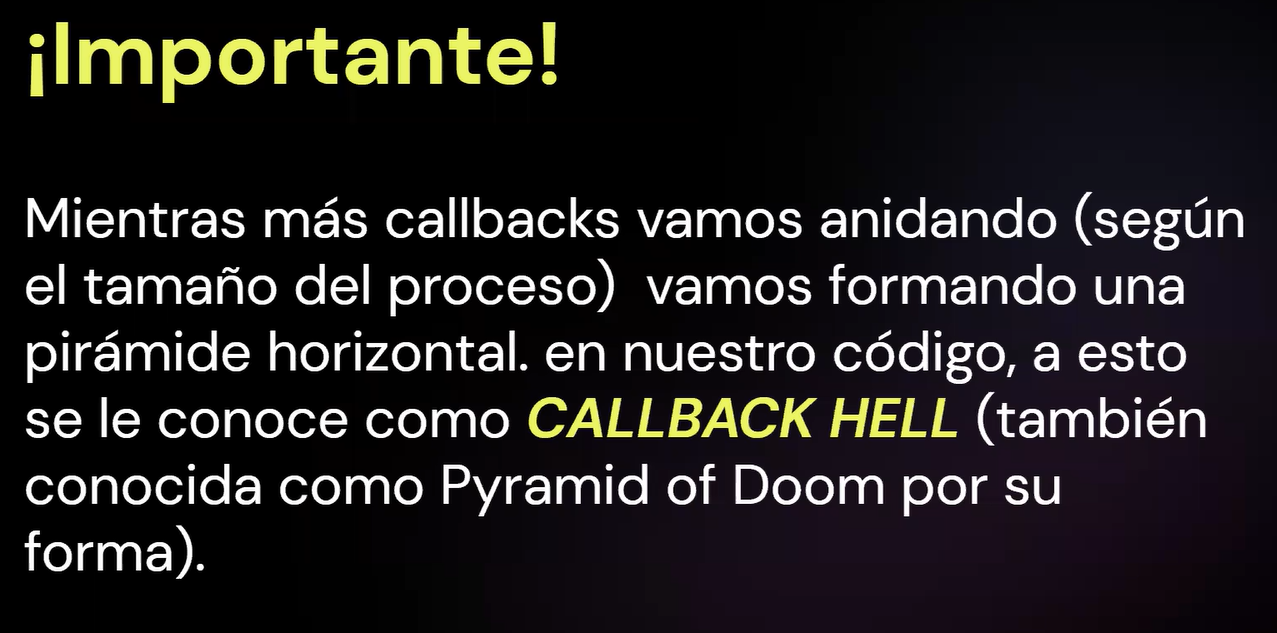 ¡Importante!
Mientras más callbacks vamos anidando (según
el tamaño del proceso)  vamos formando una
pirámide horizontal. en nuestro código, a esto
se le conoce como CALLBACK HELL (también
conocida como Pyramid of Doom por su
forma).